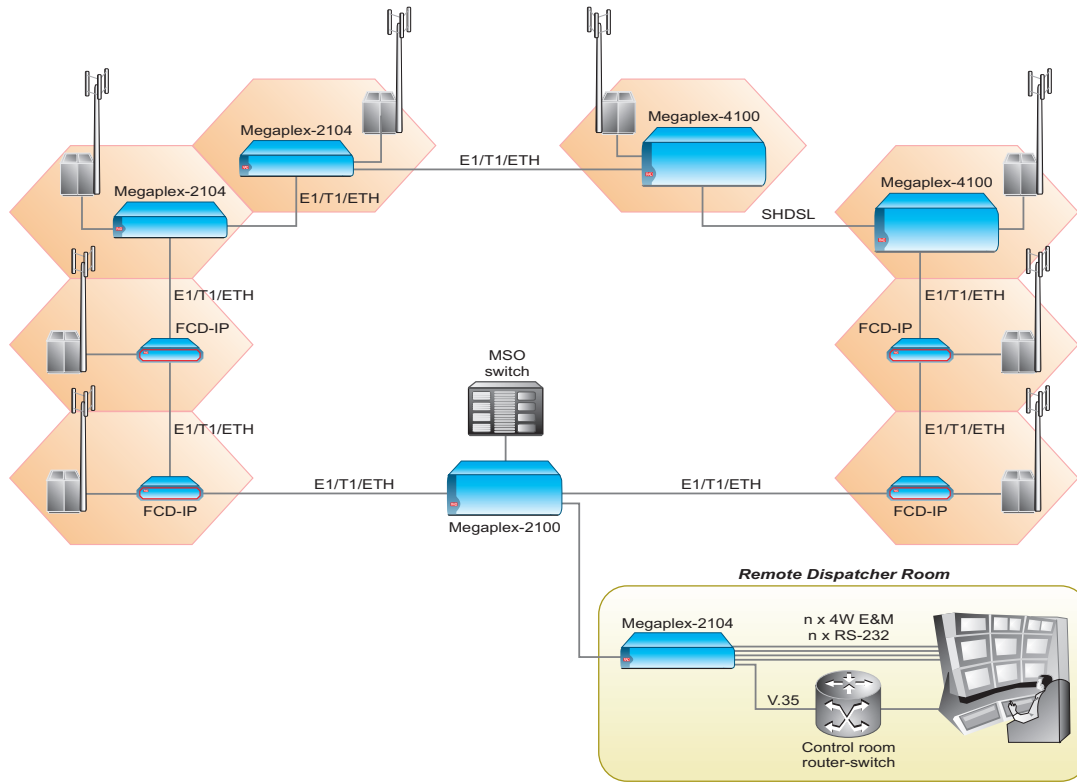 Megaplex-2104
Megaplex-4100
E1/T1/ETH
Megaplex-2104
E1/T1/ETH
Megaplex-4100
SHDSL
E1/T1/ETH
FCD-IP
E1/T1/ETH
FCD-IP
MSO
switch
E1/T1/ETH
E1/T1/ETH
E1/T1/ETH
E1/T1/ETH
FCD-IP
Megaplex-2100
FCD-IP
Remote Dispatcher Room
Megaplex-2104
n x 4W E&M
n x RS-232
V.35
Control room
router-switch